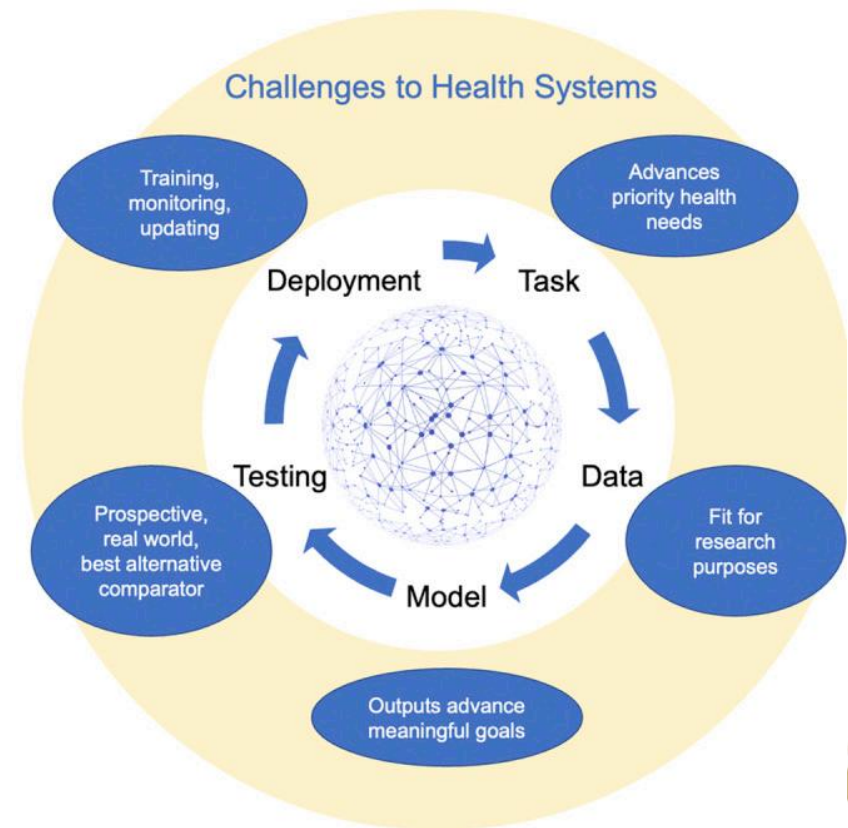 Challenges to Health Systems
Training,
monitoring,
updating
Advances
priority health
needs
Deployment
Task
Testing
Data
Prospective,
real world,
best alternative
comparator
Fit for
research
purposes
Model
Outputs advance
meaningful goals